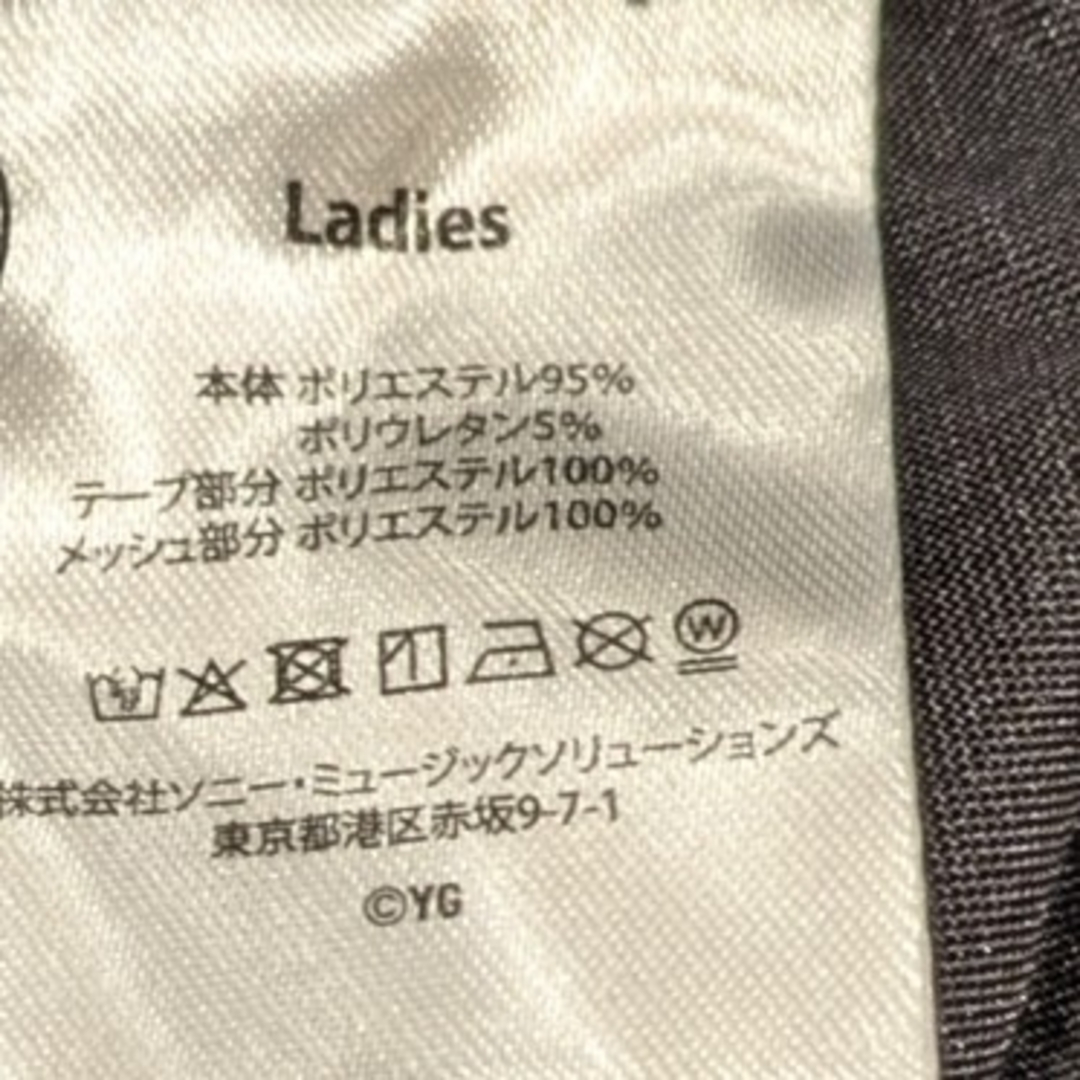 Ladies
本体 ポリエステル95%
ポリウレタン5%
テープ部分 ポリエステル100%
メッシュ部分 ポリエステル100%
W
株式会社ソニー・ミュージックソリューションズ
東京都港区赤坂9-7-1
©YG